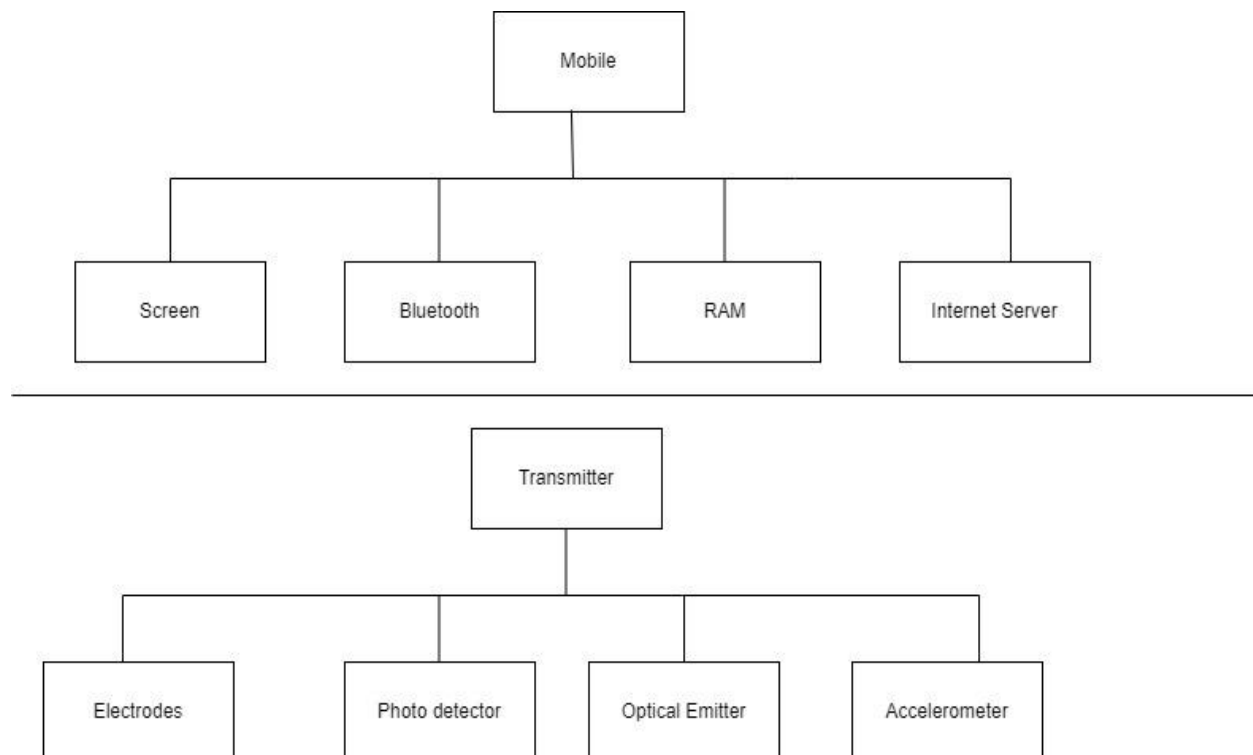 Mobile
Screen
Bluetooth
RAM
Internet Server
Transmitter
Electrodes
Photo detector
Optical Emitter
Accelerometer